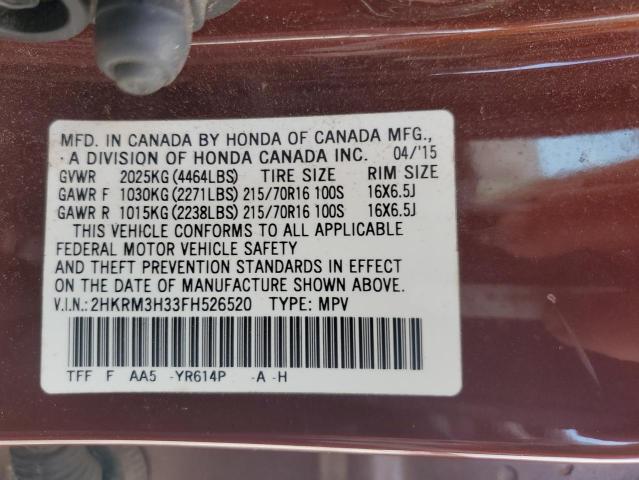 MFD. IN CANADA BY HONDA OF CANADA MFG.,
A DIVISION OF HONDA CANADA INC. 04/'15
GVWR 2025KG (4464LBS) TIRE SIZE RIM SIZE
GAWR F 1030KG (2271LBS) 215/70R16 100S 16X6.5J
GAWR R 1015KG (2238LBS) 215/70R16 100S 16X6.5J
THIS VEHICLE CONFORMS TO ALL APPLICABLE
FEDERAL MOTOR VEHICLE SAFETY
AND THEFT PREVENTION STANDARDS IN EFFECT
ON THE DATE OF MANUFACTURE SHOWN ABOVE.
V.I.N.:2HKRM3H33FH526520 TYPE: MPV
TFF F AA5 -YR614P -A -H